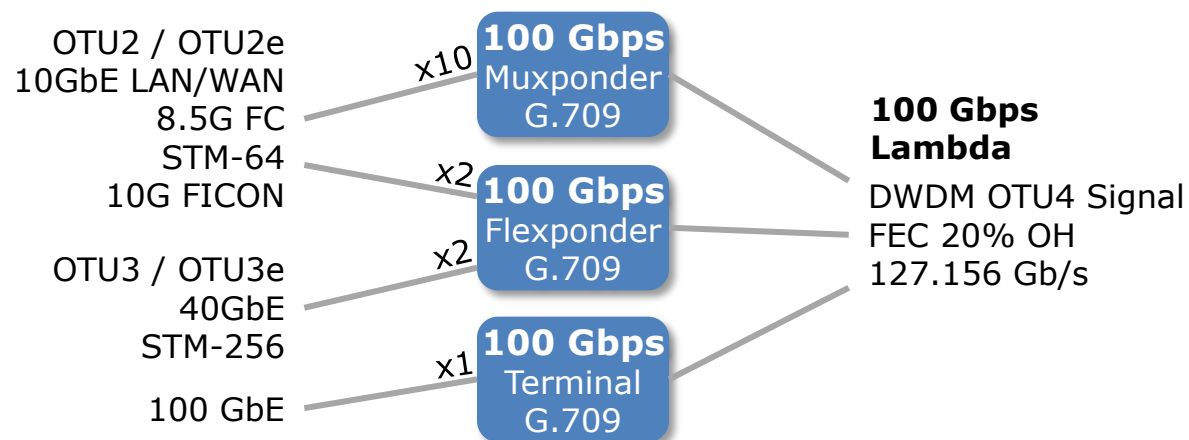 OTU2 / OTU2e
10GbE LAN/WAN
8.5G FC
STM-64
10G FICON
OTU3 / OTU3e
40GbE
STM-256
100 GbE
x10
x2
x2
x1
100 Gbps
Muxponder
G.709
100 Gbps
Flexponder
G.709
100 Gbps
Terminal
G.709
100 Gbps
Lambda
DWDM OTU4 Signal
FEC 20% OH
127.156 Gb/s